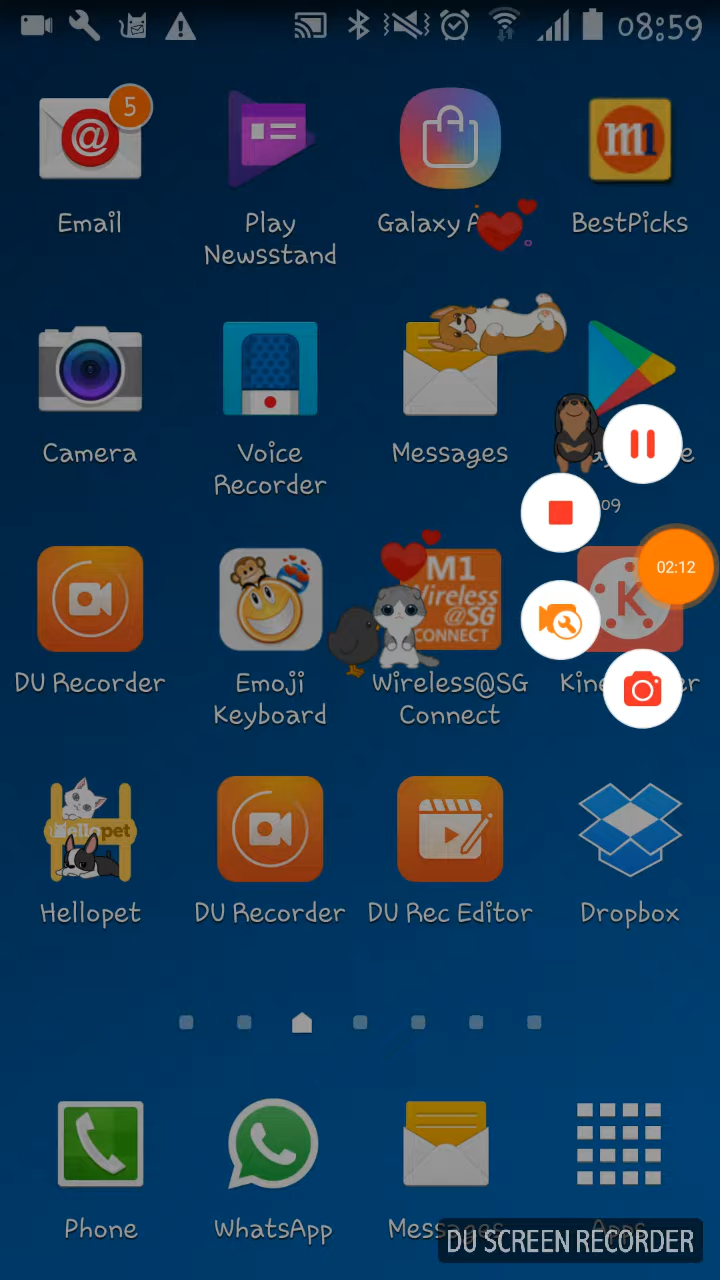 08:59
5
Email
Play
Newsstand
Galaxy A
m1
BestPicks
Camera
Voice
Recorder
Messages
09
02:12
M1
Wireless
@SG
CONNECT
K
DU Recorder
Emoji
Keyboard
Wireless@SG
Connect
Hellopet
Hellopet
DU Recorder
DU Rec Editor
Dropbox
Phone
WhatsApp
Messages
Apps
DU SCREEN RECORDER